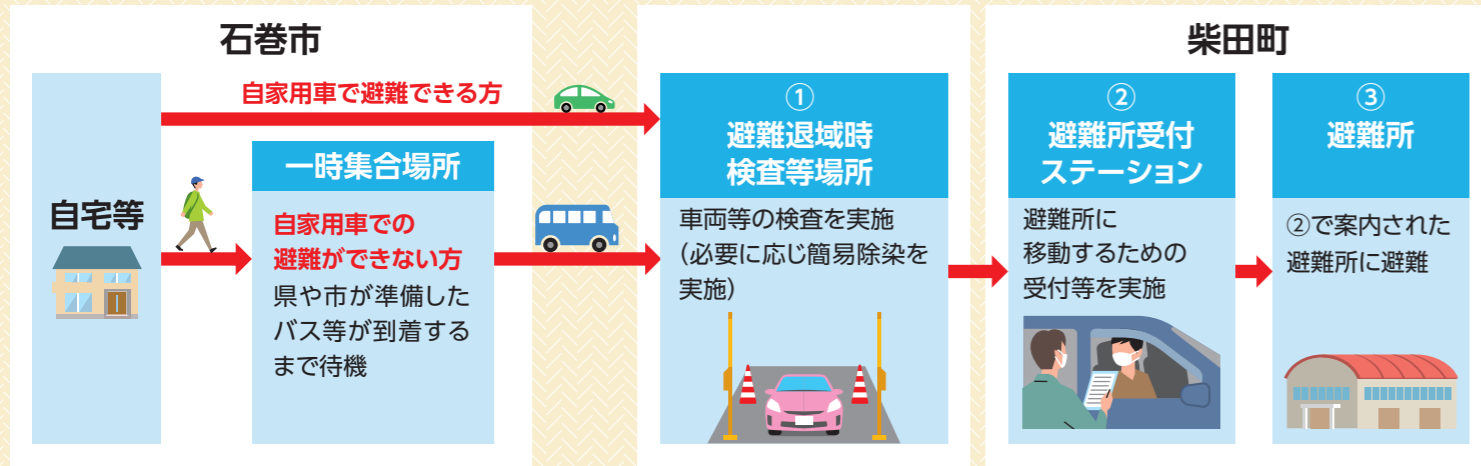 石巻市
自宅等
自家用車で避難できる方
一時集合場所
自家用車での
避難ができない方
県や市が準備した
バス等が到着する
まで待機
①
避難退域時
検査等場所
車両等の検査を実施
（必要に応じ簡易除染を
実施）
柴田町
②
避難所受付
ステーション
避難所に
移動するための
受付等を実施
③
避難所
②で案内された
避難所に避難